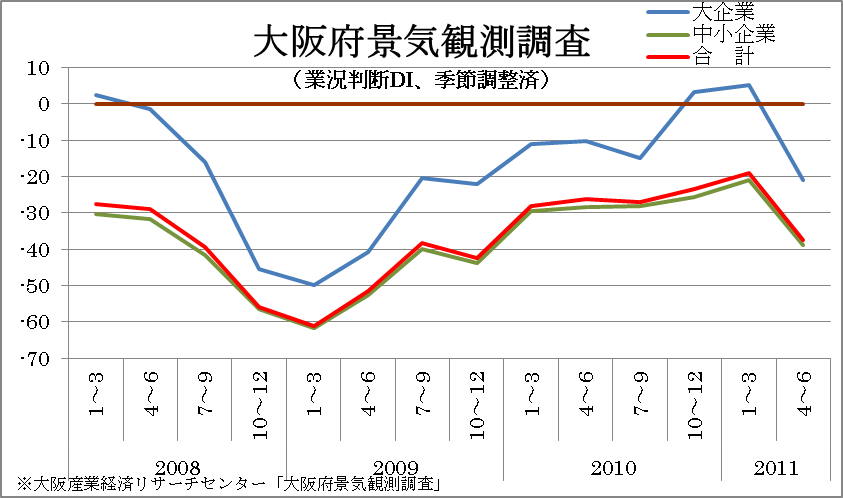 大阪府景気観測調査
（業況判断DI、季節調整済）
大企業
中小企業
合　計
10
0
-10
-20
-30
-40
-50
-60
-70
1～3 4～6 7～9 10～12 1～3 4～6 7～9 10～12 1～3 4～6 7～9 10～12 1～3 4～6
2008 2009 2010 2011
※大阪産業経済リサーチセンター「大阪府景気観測調査」